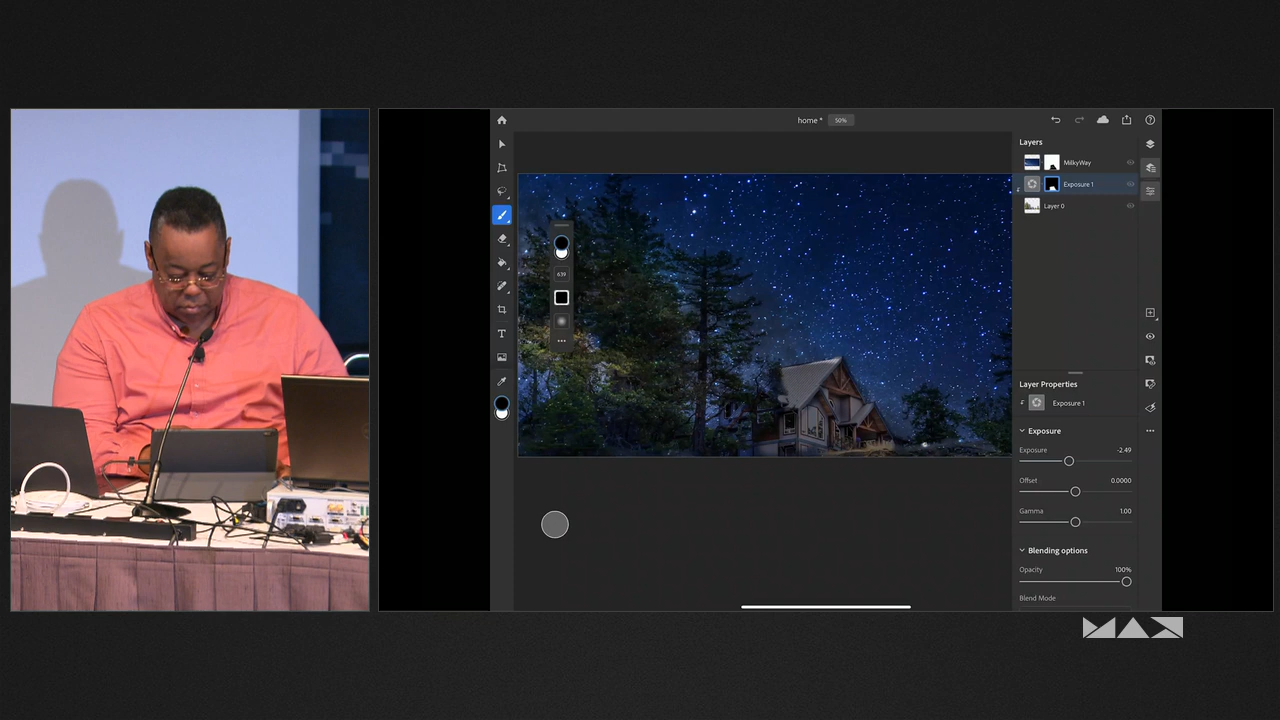 home *
50%
Layers
MilkyWay
Exposure 1
Layer 0
639
Layer Properties
Exposure 1
Exposure
Exposure -2.49
Offset 0.0000
Gamma 1.00
Blending options
Opacity 100%
Blend Mode
T
MAX